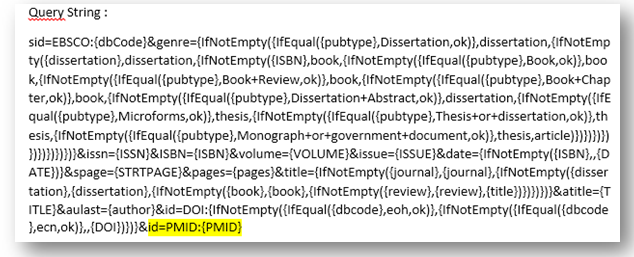 Query String :
sid=EBSCO:{dbCode}&genre={IfNotEmpty({IfEqual({pubtype},Dissertation,ok)},dissertation,{IfNotEmp
ty({dissertation},dissertation,{IfNotEmpty({ISBN},book,{IfNotEmpty({IfEqual({pubtype},Book,ok)},boo
k,{IfNotEmpty({IfEqual({pubtype},Book+Review,ok)},book,{IfNotEmpty({IfEqual({pubtype},Book+Chap
ter,ok)},book,{IfNotEmpty({IfEqual({pubtype},Dissertation+Abstract,ok)},dissertation,{IfNotEmpty({IfE
qual({pubtype},Microforms,ok)},thesis,{IfNotEmpty({IfEqual({pubtype},Thesis+or+dissertation,ok)},th
esis,{IfNotEmpty({IfEqual({pubtype},Monograph+or+government+document,ok)},thesis,article)})})})})
})})})})})}&issn={ISSN}&ISBN={ISBN}&volume={VOLUME}&issue={ISSUE}&date={IfNotEmpty({ISBN},,{D
ATE})}&spage={STRTPAGE}&pages={pages}&title={IfNotEmpty({journal},{journal},{IfNotEmpty({disser
tation},{dissertation},{IfNotEmpty({book},{book},{IfNotEmpty({review},{review},{title})})})})}&atitle={T
ITLE}&aulast={author}&id=DOI:{IfNotEmpty({IfEqual({dbcode},eoh,ok)},{IfNotEmpty({IfEqual({dbcode
},ecn,ok)},,{DOI})})}&id=PMID:{PMID}